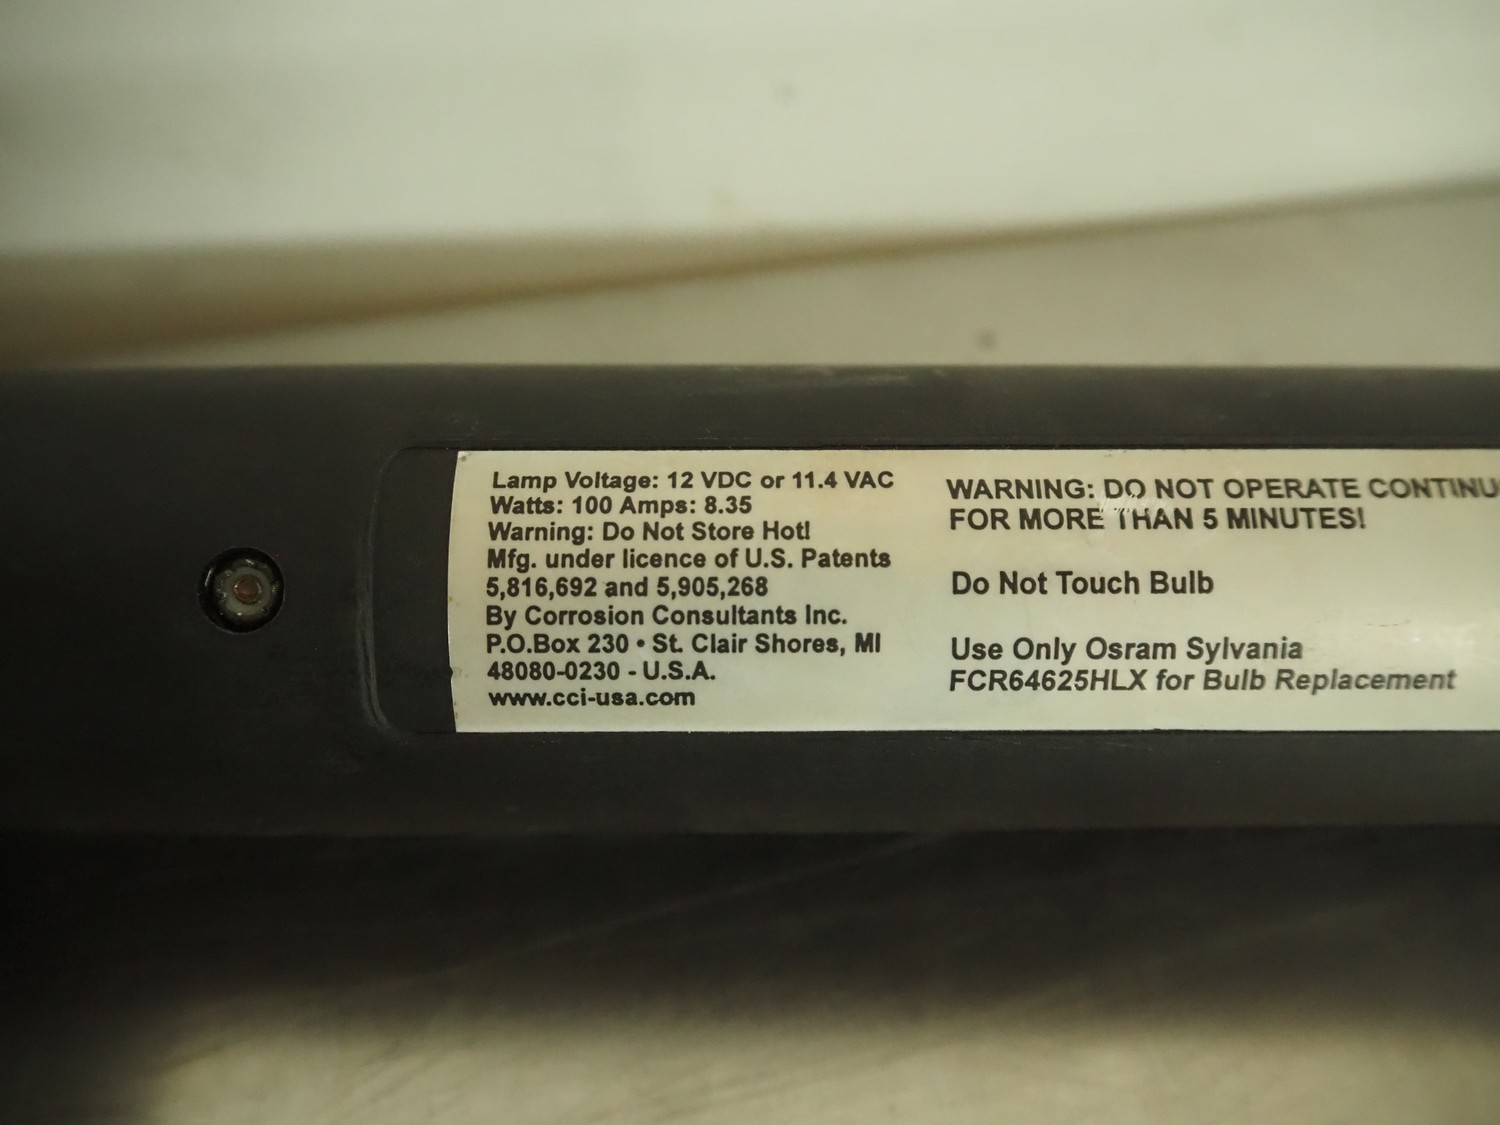 Lamp Voltage: 12 VDC or 11.4 VAC
Watts: 100 Amps: 8.35
Warning: Do Not Store Hot!
Mfg. under licence of U.S. Patents
5,816,692 and 5,905,268
By Corrosion Consultants Inc.
P.O.Box 230 • St. Clair Shores, MI
48080-0230 - U.S.A.
www.cci-usa.com
WARNING: DO NOT OPERATE CONTINU
FOR MORE THAN 5 MINUTES!
Do Not Touch Bulb
Use Only Osram Sylvania
FCR64625HLX for Bulb Replacement